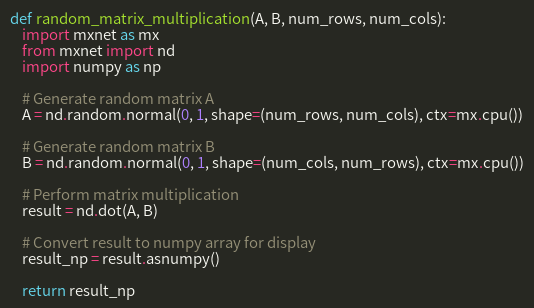 def random_matrix_multiplication(A, B, num_rows, num_cols):
    import mxnet as mx
    from mxnet import nd
    import numpy as np

    # Generate random matrix A
    A = nd.random.normal(0, 1, shape=(num_rows, num_cols), ctx=mx.cpu())

    # Generate random matrix B
    B = nd.random.normal(0, 1, shape=(num_cols, num_rows), ctx=mx.cpu())

    # Perform matrix multiplication
    result = nd.dot(A, B)

    # Convert result to numpy array for display
    result_np = result.asnumpy()

    return result_np